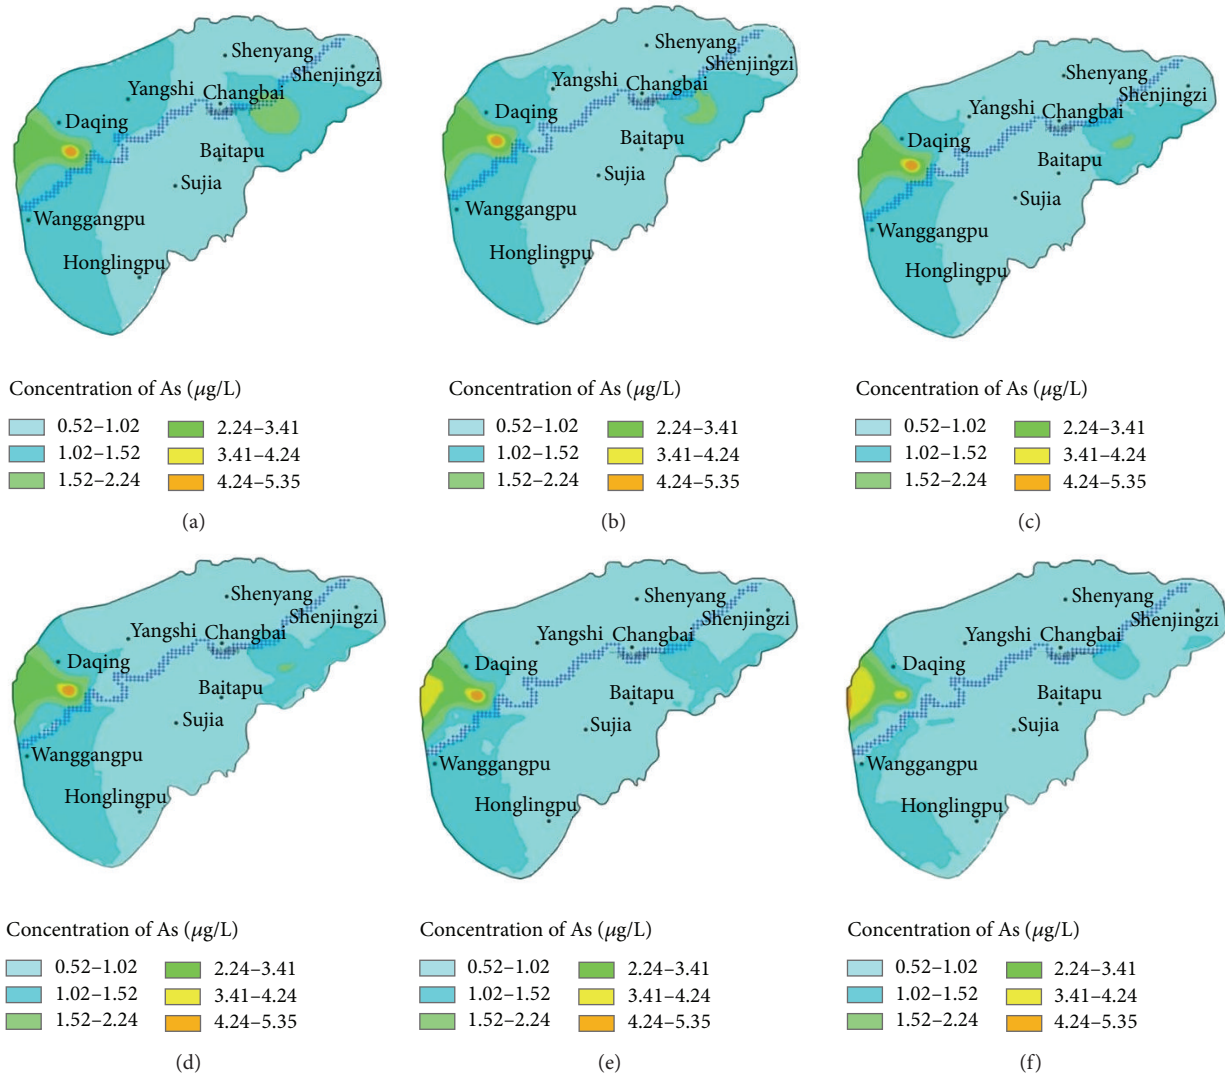 Shenyang
Shenjingzi
Yangshi
Changbai
Daqing
Baitapu
Sujia
Wanggangpu
Honglingpu
Concentration of As (μg/L)
0.52–1.02
2.24–3.41
1.02–1.52
3.41–4.24
1.52–2.24
4.24–5.35
(a)
Shenyang
Shenjingzi
Yangshi
Changbai
Daqing
Baitapu
Sujia
Wanggangpu
Honglingpu
Concentration of As (μg/L)
0.52–1.02
2.24–3.41
1.02–1.52
3.41–4.24
1.52–2.24
4.24–5.35
(b)
Shenyang
Shenjingzi
Yangshi
Changbai
Daqing
Baitapu
Sujia
Wanggangpu
Honglingpu
Concentration of As (μg/L)
0.52–1.02
2.24–3.41
1.02–1.52
3.41–4.24
1.52–2.24
4.24–5.35
(c)
Shenyang
Shenjingzi
Yangshi
Changbai
Daqing
Baitapu
Sujia
Wanggangpu
Honglingpu
Concentration of As (μg/L)
0.52–1.02
2.24–3.41
1.02–1.52
3.41–4.24
1.52–2.24
4.24–5.35
(d)
Shenyang
Shenjingzi
Yangshi
Changbai
Daqing
Baitapu
Sujia
Wanggangpu
Honglingpu
Concentration of As (μg/L)
0.52–1.02
2.24–3.41
1.02–1.52
3.41–4.24
1.52–2.24
4.24–5.35
(e)
Shenyang
Shenjingzi
Yangshi
Changbai
Daqing
Baitapu
Sujia
Wanggangpu
Honglingpu
Concentration of As (μg/L)
0.52–1.02
2.24–3.41
1.02–1.52
3.41–4.24
1.52–2.24
4.24–5.35
(f)